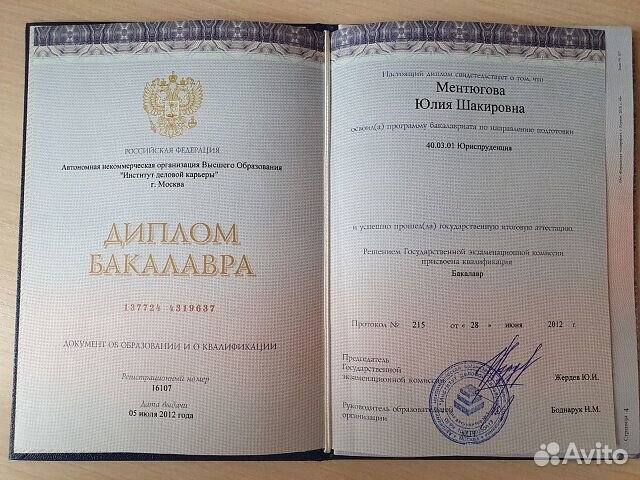 РОССИЙСКАЯ ФЕДЕРАЦИЯ
Автономная некоммерческая организация Высшего Образования
"Институт деловой карьеры"
г. Москва
ДИПЛОМ
БАКАЛАВРА
137724 4319637
ДОКУМЕНТ ОБ ОБРАЗОВАНИИ И О КВАЛИФИКАЦИИ
Регистрационный номер
16107
Дата выдачи
05 июля 2012 года
Настоящий диплом свидетельствует о том, что
Ментюгова
Юлия Шакировна
освоил(а) программу бакалавриата по направлению подготовки
40.03.01 Юриспруденция
и успешно прошел(ла) государственную итоговую аттестацию
Решением Государственной экзаменационной комиссии
присвоена квалификация
Бакалавр
Протокол № 215 от « 28 » июня 2012 г.
Председатель
Государственной
экзаменационной комиссии
Жердев Ю.И.
Руководитель образовательной
организации
Боднарук Н.М.
Страница 4
Avito